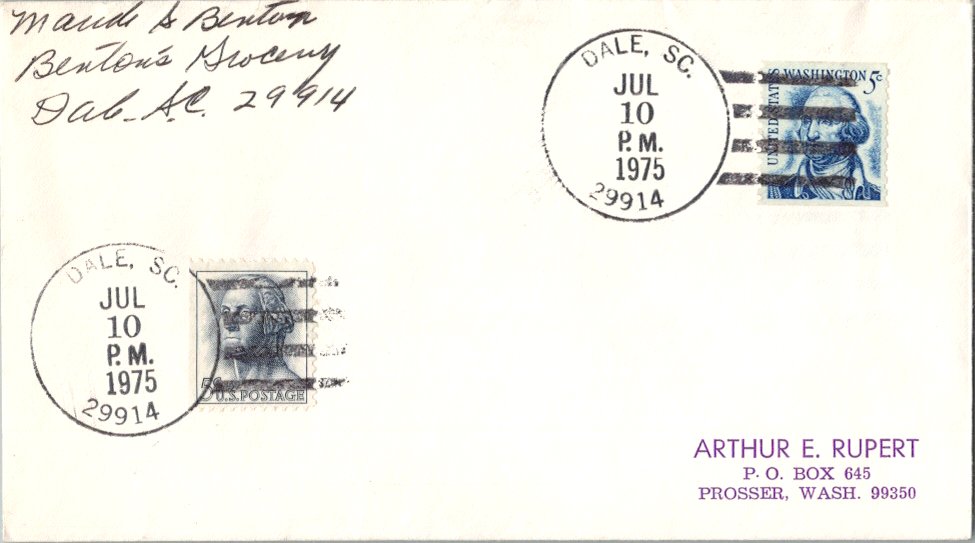 Maude G Benton
Benton's Grocery
Dale S.C. 29914
DALE, SC.
JUL
10
P.M.
1975
29914
UNITED STATES
WASHINGTON 5c
DALE, SC.
JUL
10
P.M.
1975
29914
5c
U.S. POSTAGE
ARTHUR E. RUPERT
P. O. BOX 645
PROSSER, WASH. 99350